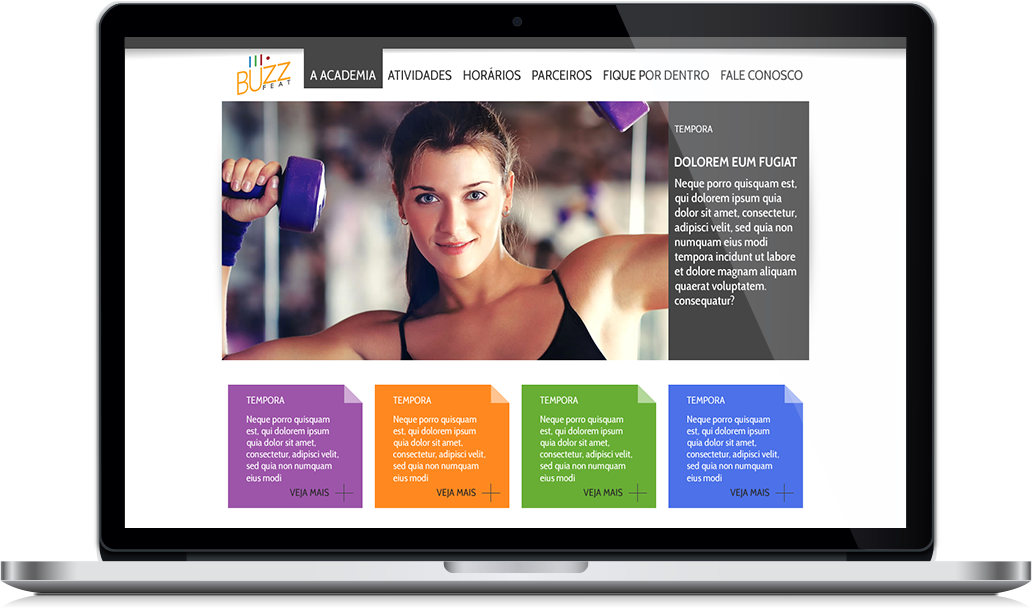 BUZZ
FEAT
A ACADEMIA ATIVIDADES HORÁRIOS PARCEIROS FIQUE POR DENTRO FALE CONOSCO
TEMPORA
DOLOREM EUM FUGIAT
Neque porro quisquam est,
qui dolorem ipsum quia
dolor sit amet, consectetur,
adipisci velit, sed quia non
numquam eius modi
tempora incidunt ut labore
et dolore magnam aliquam
quaerat voluptatem.
consequatur?
TEMPORA
Neque porro quisquam
est, qui dolorem ipsum
quia dolor sit amet,
consectetur, adipisci velit,
sed quia non numquam
eius modi
VEJA MAIS
TEMPORA
Neque porro quisquam
est, qui dolorem ipsum
quia dolor sit amet,
consectetur, adipisci velit,
sed quia non numquam
eius modi
VEJA MAIS
TEMPORA
Neque porro quisquam
est, qui dolorem ipsum
quia dolor sit amet,
consectetur, adipisci velit,
sed quia non numquam
eius modi
VEJA MAIS
TEMPORA
Neque porro quisquam
est, qui dolorem ipsum
quia dolor sit amet,
consectetur, adipisci velit,
sed quia non numquam
eius modi
VEJA MAIS